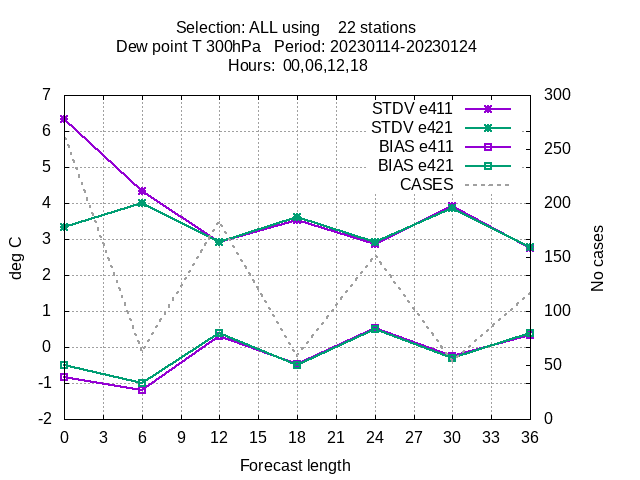 Selection: ALL using    22 stations
Dew point T 300hPa   Period: 20230114-20230124
Hours:  00,06,12,18
7
6
5
4
3
2
1
0
-1
-2
deg C
300
250
200
150
100
50
0
No cases
STDV e411
STDV e421
BIAS e411
BIAS e421
CASES
0 3 6 9 12 15 18 21 24 27 30 33 36
Forecast length